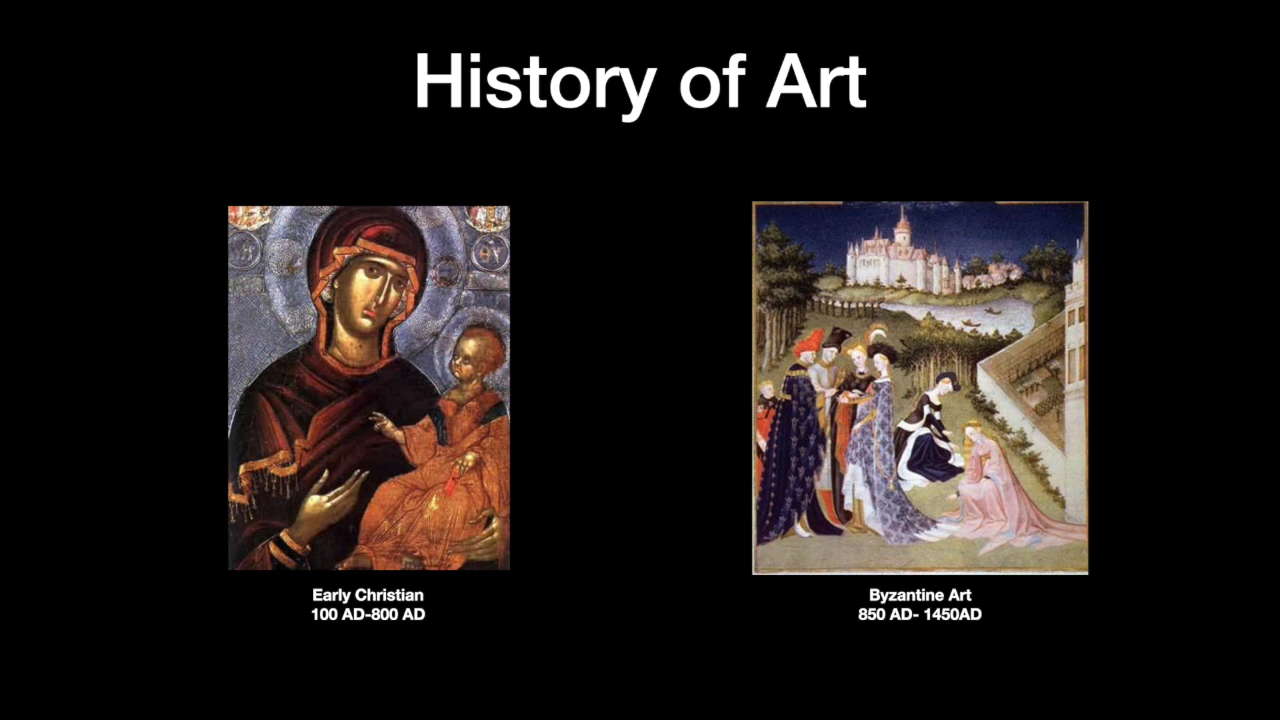 History of Art
Early Christian
100 AD-800 AD
Byzantine Art
850 AD- 1450AD